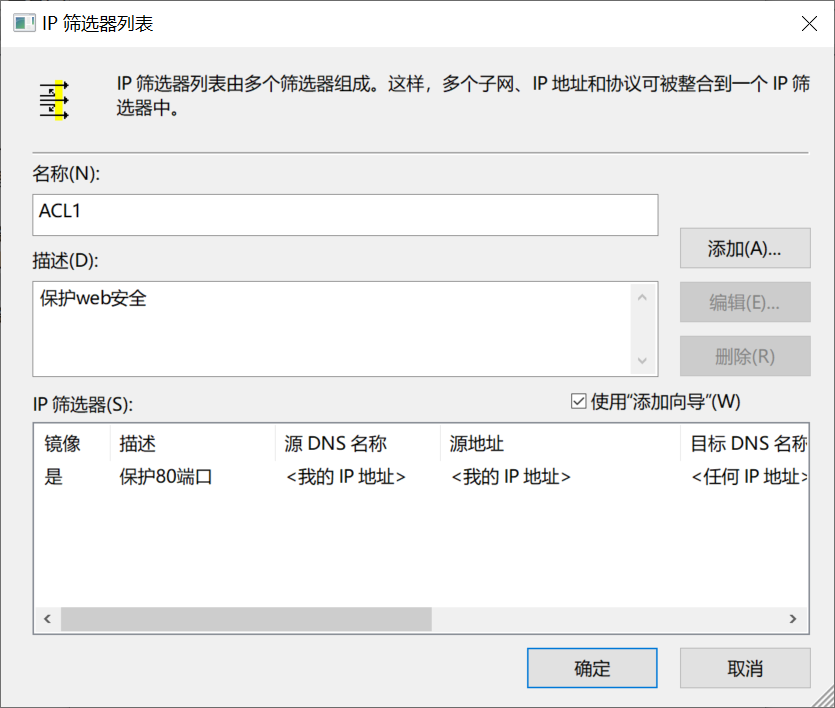 IP 筛选器列表
IP 筛选器列表由多个筛选器组成。这样，多个子网、IP 地址和协议可被整合到一个 IP 筛
选器中。
名称(N):
ACL1
添加(A)...
描述(D):
保护web安全
编辑(E)...
删除(R)
IP 筛选器(S):
使用“添加向导”(W)
镜像 描述 源 DNS 名称 源地址 目标 DNS 名称
是 保护80端口 <我的 IP 地址> <我的 IP 地址> <任何 IP 地址>
确定 取消